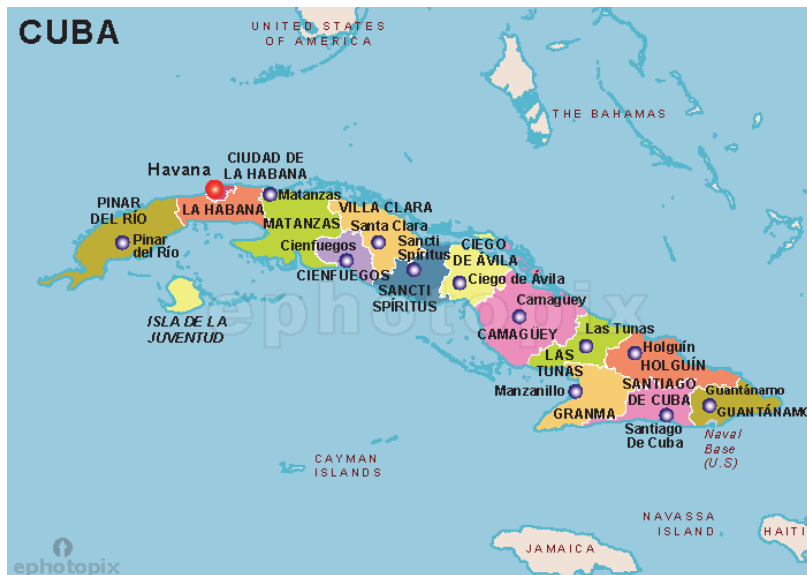 CUBA
UNITED STATES
OF AMERICA
THE BAHAMAS
Havana
CIUDAD DE
LA HABANA
PINAR
DEL RÍO
LA HABANA
Matanzas
MATANZAS
VILLA CLARA
Santa Clara
Pinar
del Río
Cienfuegos
CIENFUEGOS
Sancti
Spíritus
SANCTI
SPÍRITUS
CIEGO
DE ÁVILA
Ciego de Ávila
ISLA DE LA
JUVENTUD
ephotopix
Camaguey
CAMAGÜEY
Las Tunas
LAS
TUNAS
Holguín
HOLGUÍN
Manzanillo
GRANMA
SANTIAGO
DE CUBA
Santiago
De Cuba
Guantánamo
GUANTÁNAMO
Naval
Base
(U.S)
CAYMAN
ISLANDS
NAVASSA
ISLAND
HAITI
JAMAICA
ephotopix